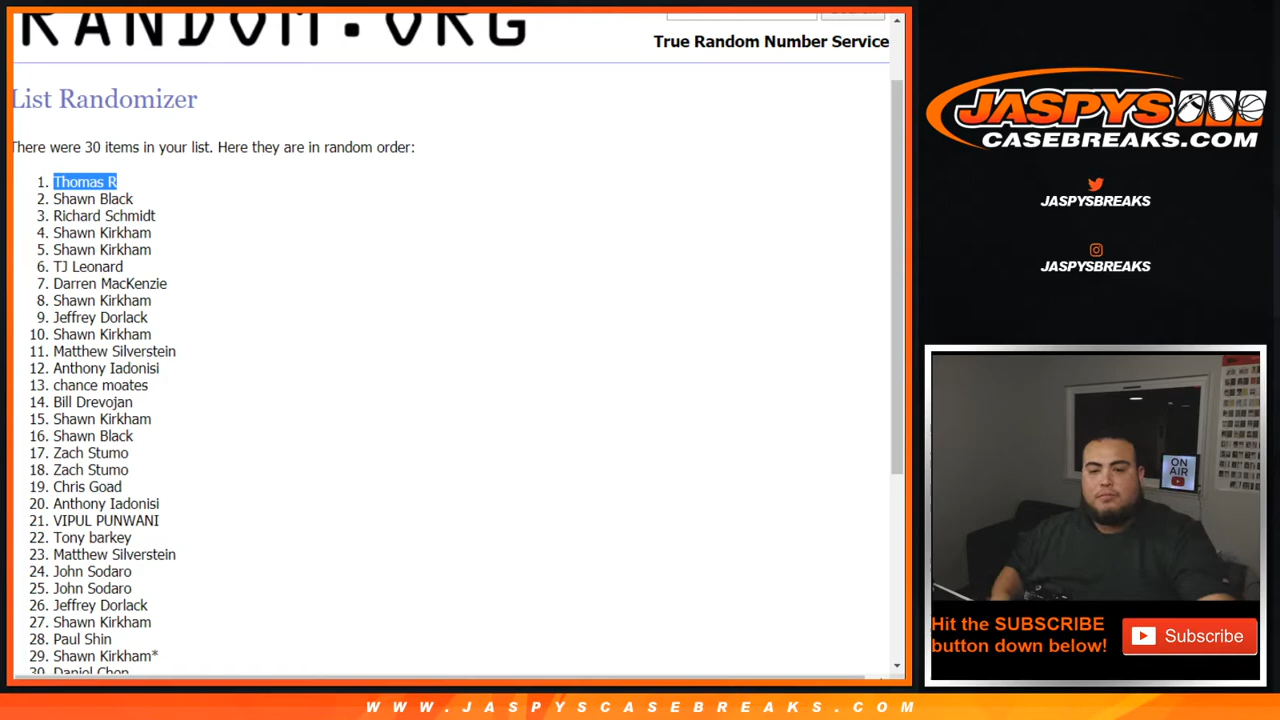 RANDOM.ORG
True Random Number Service
List Randomizer
There were 30 items in your list. Here they are in random order:
1. Thomas R
2. Shawn Black
3. Richard Schmidt
4. Shawn Kirkham
5. Shawn Kirkham
6. TJ Leonard
7. Darren MacKenzie
8. Shawn Kirkham
9. Jeffrey Dorlack
10. Shawn Kirkham
11. Matthew Silverstein
12. Anthony Iadonisi
13. chance moates
14. Bill Drevojan
15. Shawn Kirkham
16. Shawn Black
17. Zach Stumo
18. Zach Stumo
19. Chris Goad
20. Anthony Iadonisi
21. VIPUL PUNWANI
22. Tony barkey
23. Matthew Silverstein
24. John Sodaro
25. John Sodaro
26. Jeffrey Dorlack
27. Shawn Kirkham
28. Paul Shin
29. Shawn Kirkham*
30. Daniel Chen
JASPYS
CASEBREAKS.COM
JASPYSBREAKS
JASPYSBREAKS
ON
AIR
Hit the SUBSCRIBE
button down below!
Subscribe
WWW.JASPYSCASEBREAKS.COM